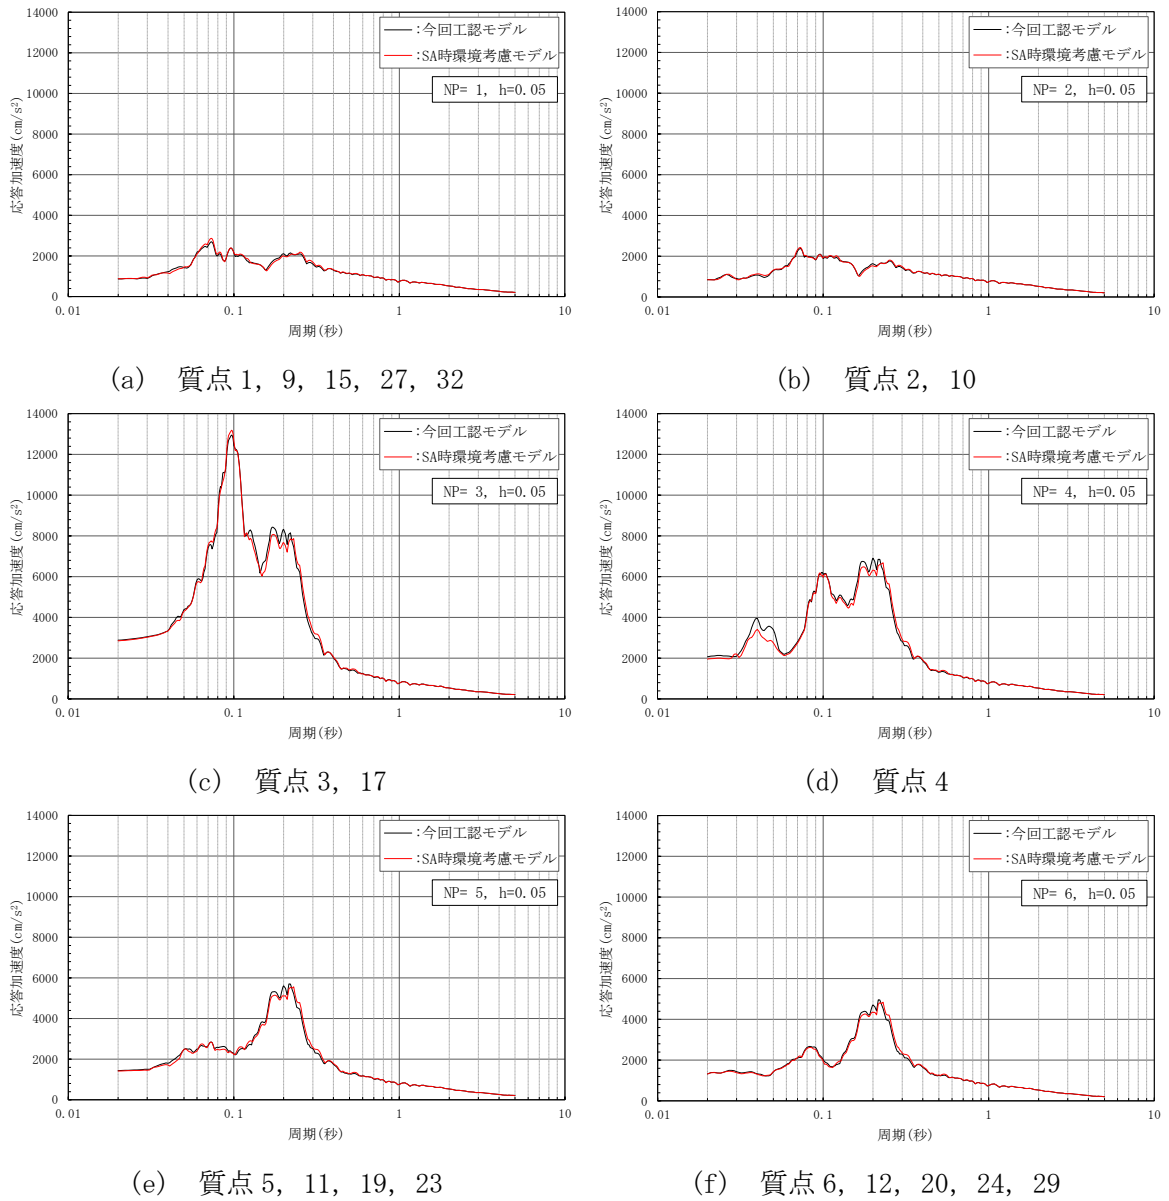 14000
12000
10000
8000
6000
4000
2000
0
応答加速度(cm/s²)
:今回工認モデル
:SA時環境考慮モデル
NP= 1, h=0.05
0.01 0.1 1 10
周期(秒)
(a) 質点1, 9, 15, 27, 32
14000
12000
10000
8000
6000
4000
2000
0
応答加速度(cm/s²)
:今回工認モデル
:SA時環境考慮モデル
NP= 2, h=0.05
0.01 0.1 1 10
周期(秒)
(b) 質点2, 10
14000
12000
10000
8000
6000
4000
2000
0
応答加速度(cm/s²)
:今回工認モデル
:SA時環境考慮モデル
NP= 3, h=0.05
0.01 0.1 1 10
周期(秒)
(c) 質点3, 17
14000
12000
10000
8000
6000
4000
2000
0
応答加速度(cm/s²)
:今回工認モデル
:SA時環境考慮モデル
NP= 4, h=0.05
0.01 0.1 1 10
周期(秒)
(d) 質点4
14000
12000
10000
8000
6000
4000
2000
0
応答加速度(cm/s²)
:今回工認モデル
:SA時環境考慮モデル
NP= 5, h=0.05
0.01 0.1 1 10
周期(秒)
(e) 質点5, 11, 19, 23
14000
12000
10000
8000
6000
4000
2000
0
応答加速度(cm/s²)
:今回工認モデル
:SA時環境考慮モデル
NP= 6, h=0.05
0.01 0.1 1 10
周期(秒)
(f) 質点6, 12, 20, 24, 29